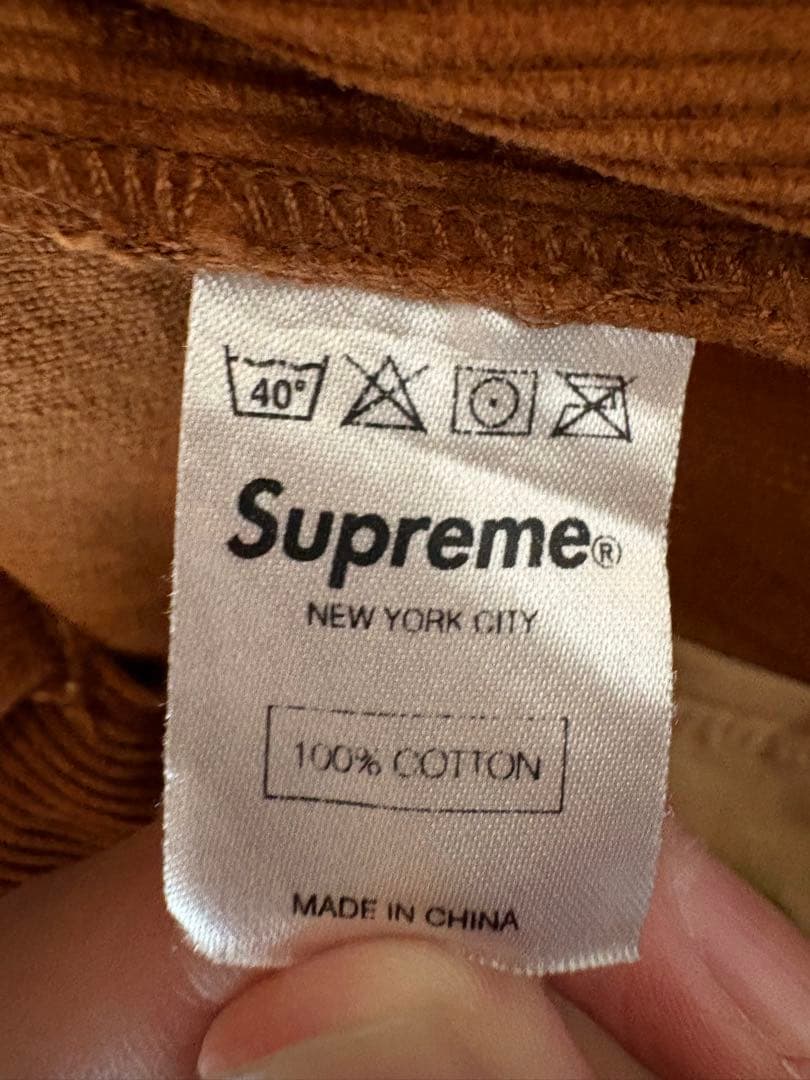 40°
Supreme®
NEW YORK CITY
100% COTTON
MADE IN CHINA